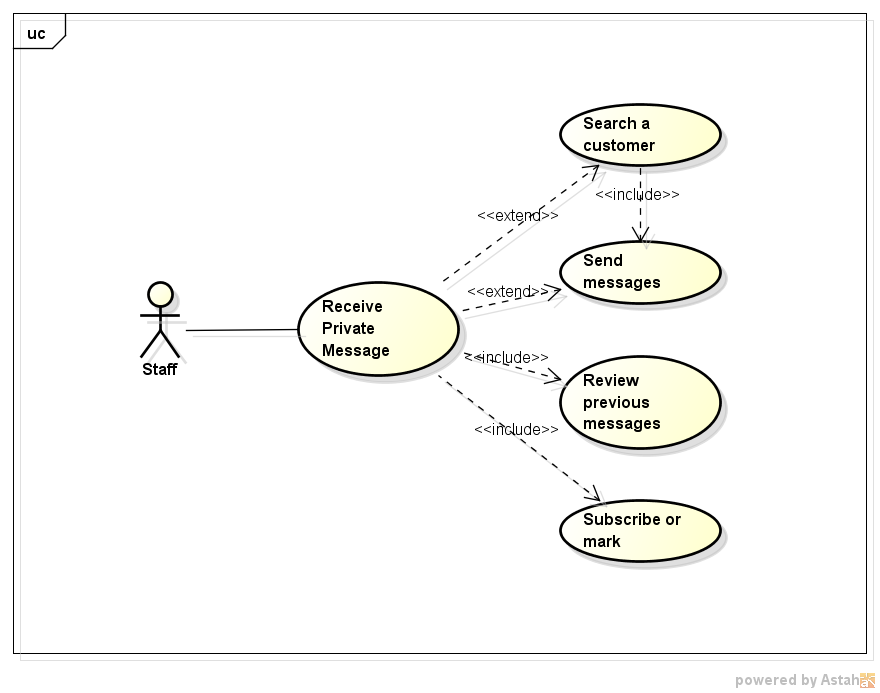 uc
Search a
customer
<<include>>
<<extend>>
Send
messages
<<extend>>
Receive
Private
Message
<<include>>
Staff
Review
previous
messages
<<include>>
Subscribe or
mark
powered by Astah